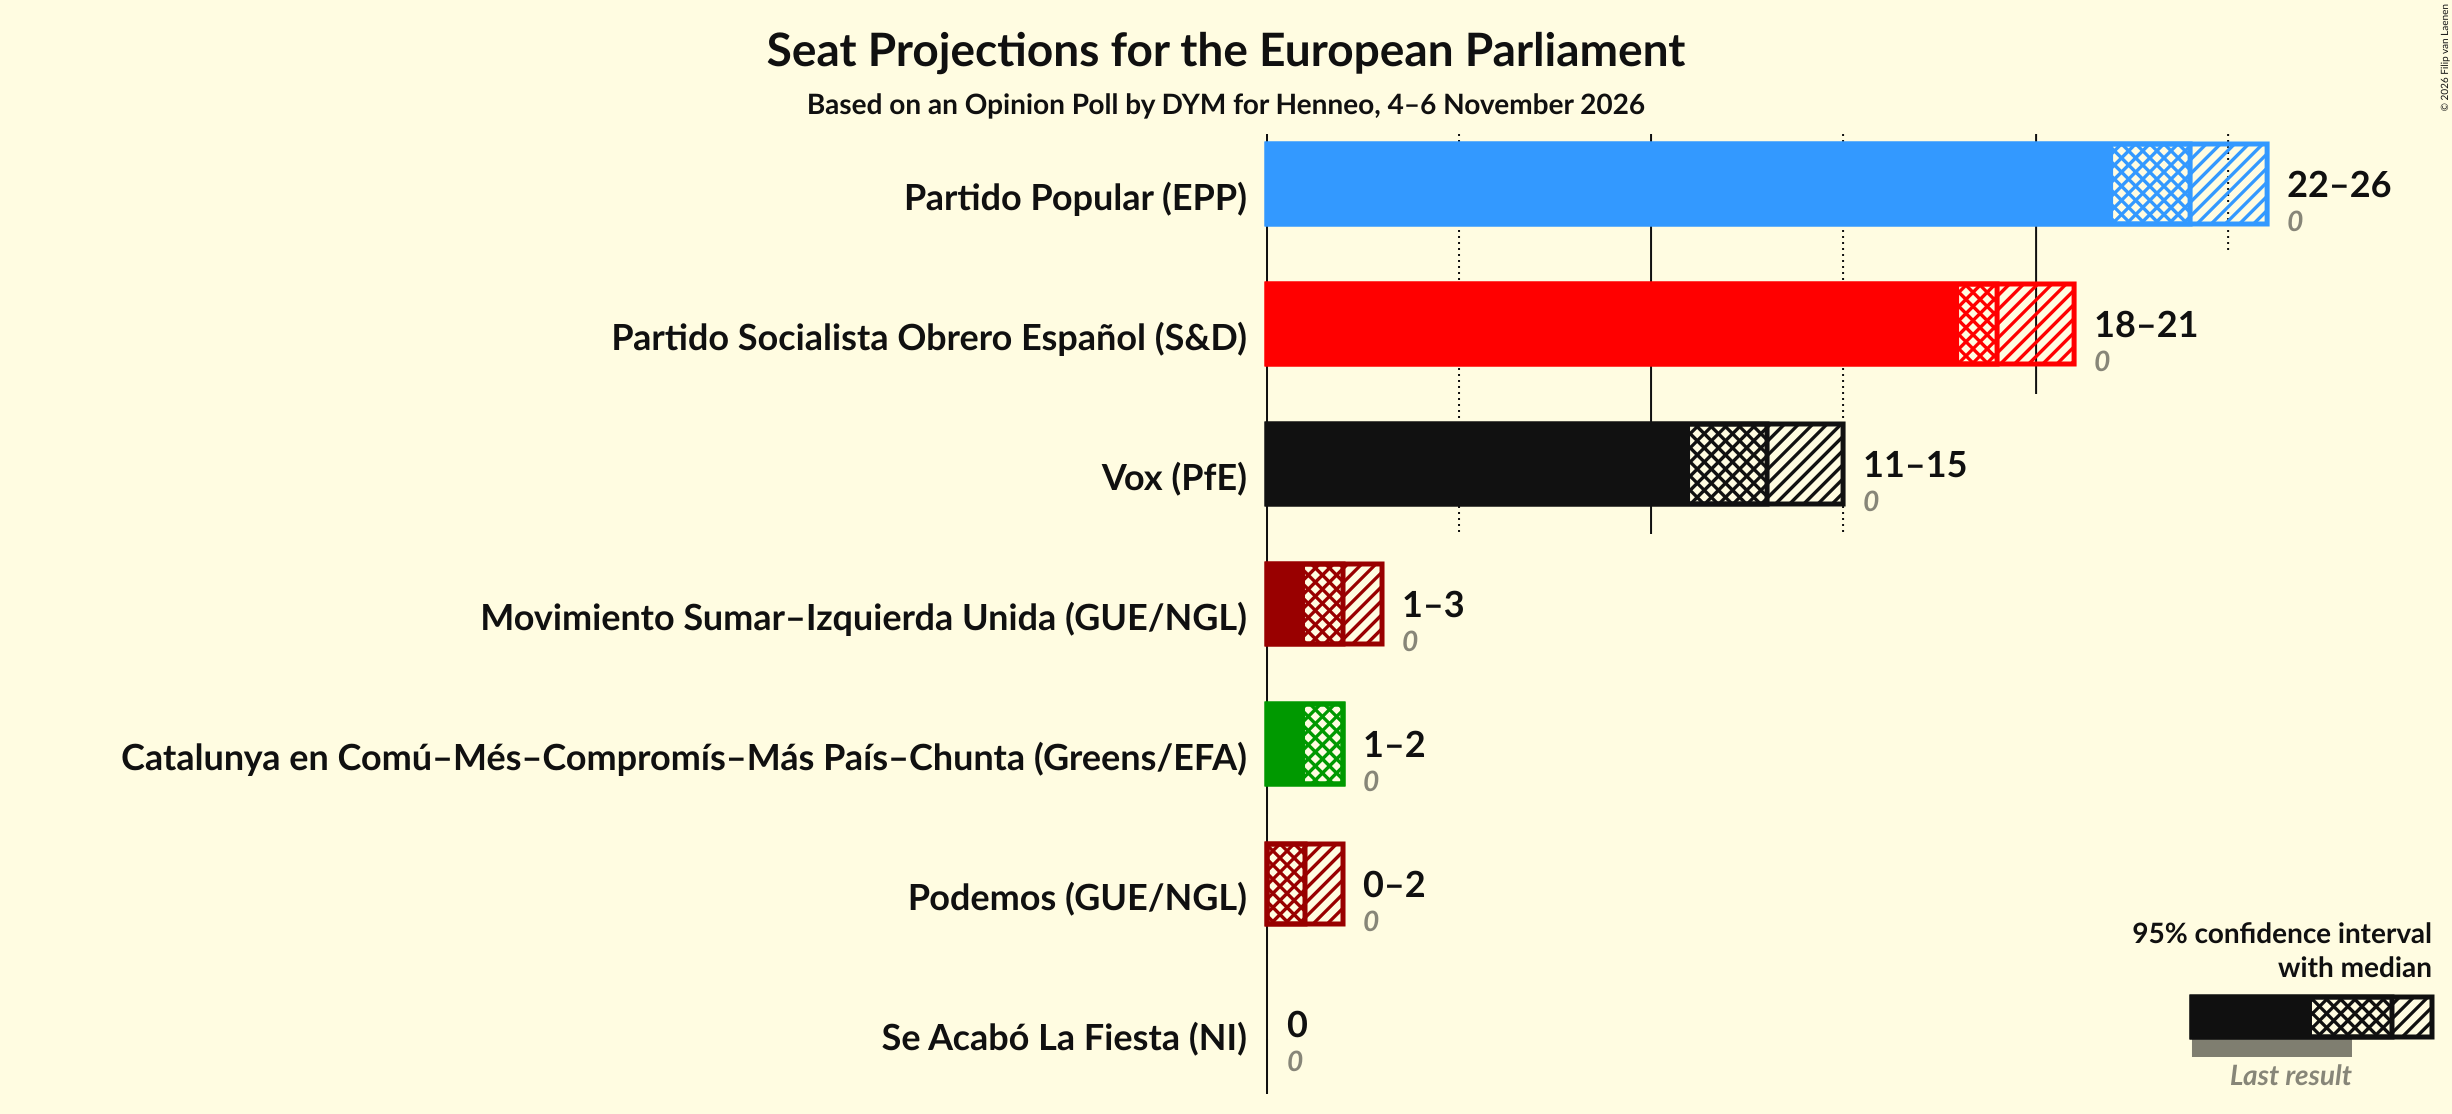 Seat Projections for the European Parliament
Based on an Opinion Poll by DYM for Henneo, 4–6 November 2026
© 2026 Filip van Laenen
Partido Popular (EPP)
22–26
0
Partido Socialista Obrero Español (S&D)
18–21
0
Vox (PfE)
11–15
0
Movimiento Sumar–Izquierda Unida (GUE/NGL)
1–3
0
Catalunya en Comú–Més–Compromís–Más País–Chunta (Greens/EFA)
1–2
0
Podemos (GUE/NGL)
0–2
0
Se Acabó La Fiesta (NI)
0
0
95% confidence interval
with median
Last result